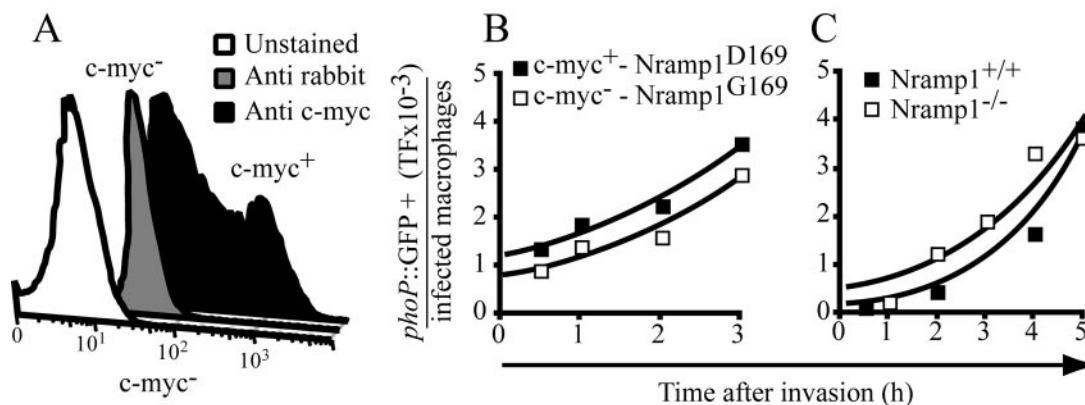 A
Unstained
Anti rabbit
Anti c-myc
c-myc-
c-myc+
0 10¹ 10² 10³
c-myc-
B
c-myc+ - Nramp1D169
c-myc- - Nramp1G169
phoP::GFP + (TFx10-3)
infected macrophages
5
4
3
2
1
0
0 1 2 3
C
Nramp1+/+
Nramp1-/-
5
4
3
2
1
0
0 1 2 3 4 5
Time after invasion (h)